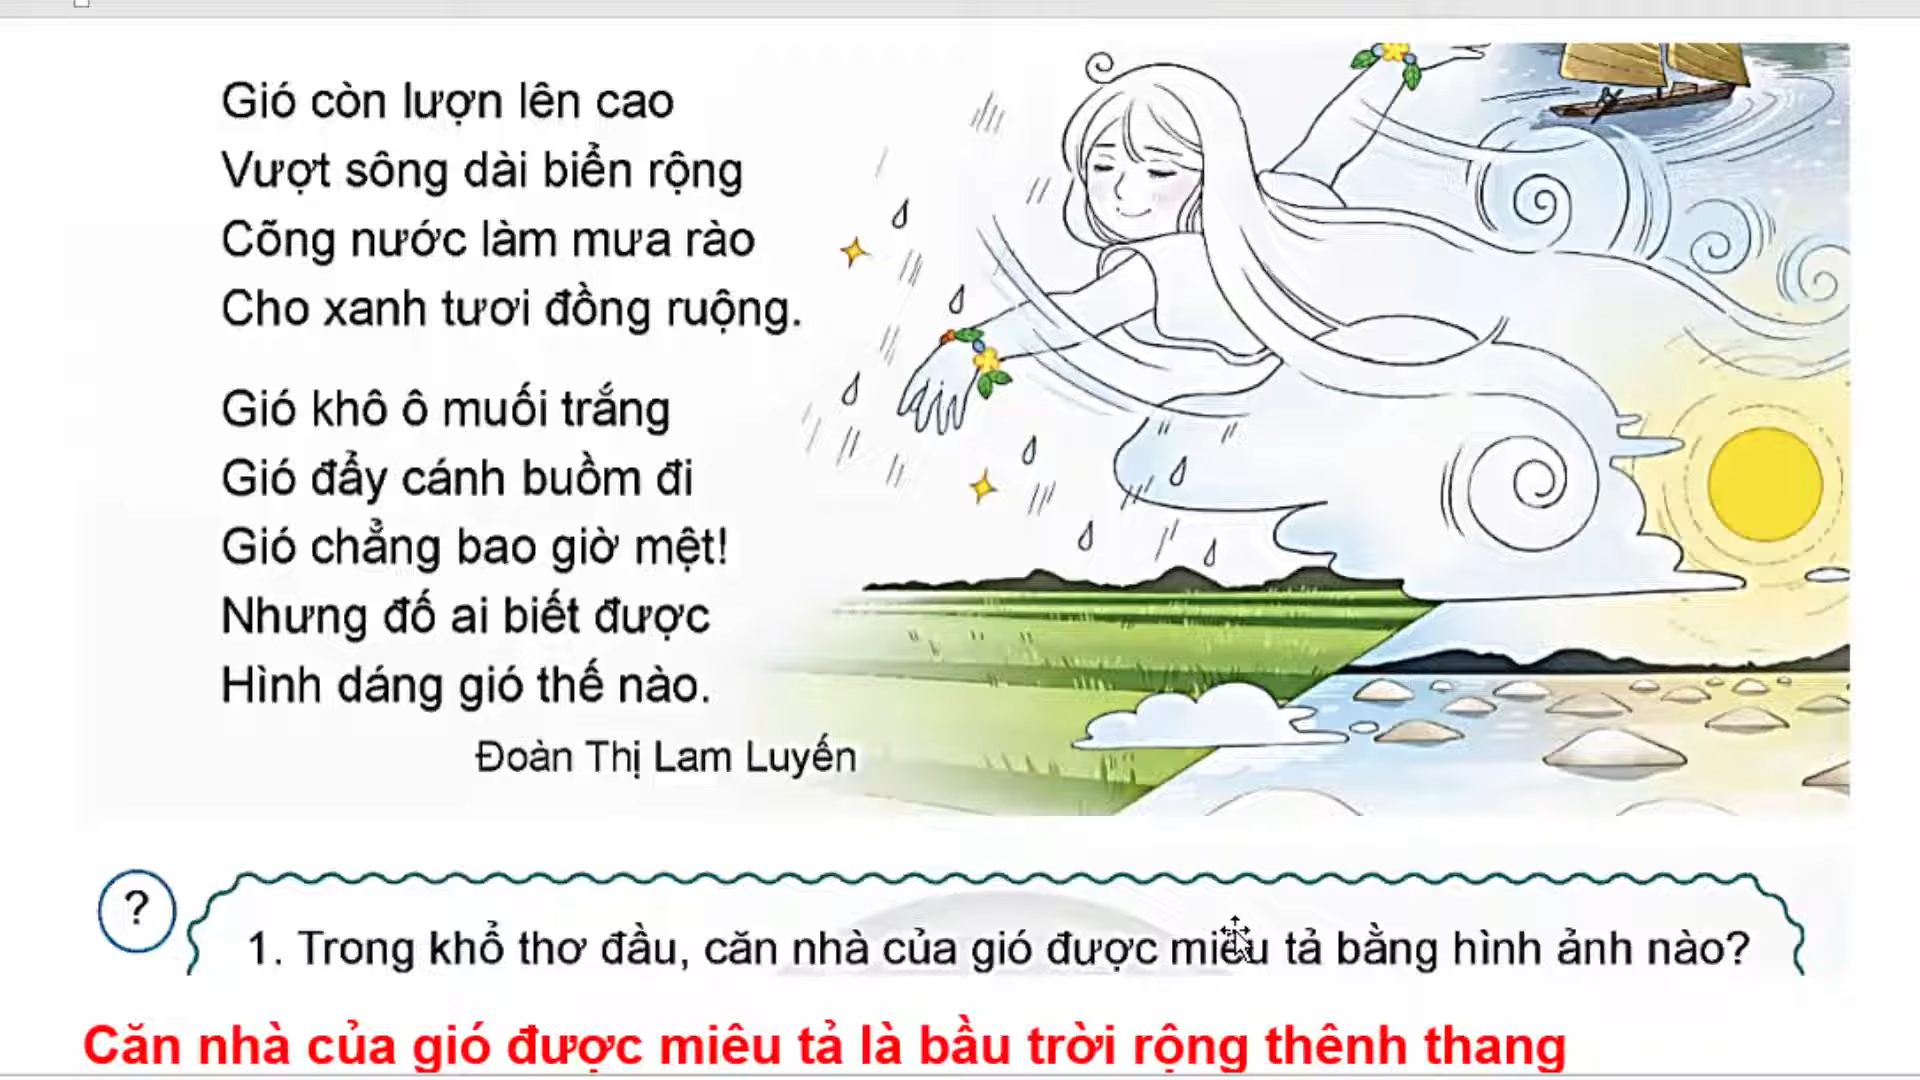 Gió còn lượn lên cao
Vượt sông dài biển rộng
Cõng nước làm mưa rào
Cho xanh tươi đồng ruộng.
Gió khô ô muối trắng
Gió đẩy cánh buồm đi
Gió chẳng bao giờ mệt!
Nhưng đố ai biết được
Hình dáng gió thế nào.
Đoàn Thị Lam Luyến
?
1. Trong khổ thơ đầu, căn nhà của gió được miêu tả bằng hình ảnh nào?
Căn nhà của gió được miêu tả là bầu trời rộng thênh thang